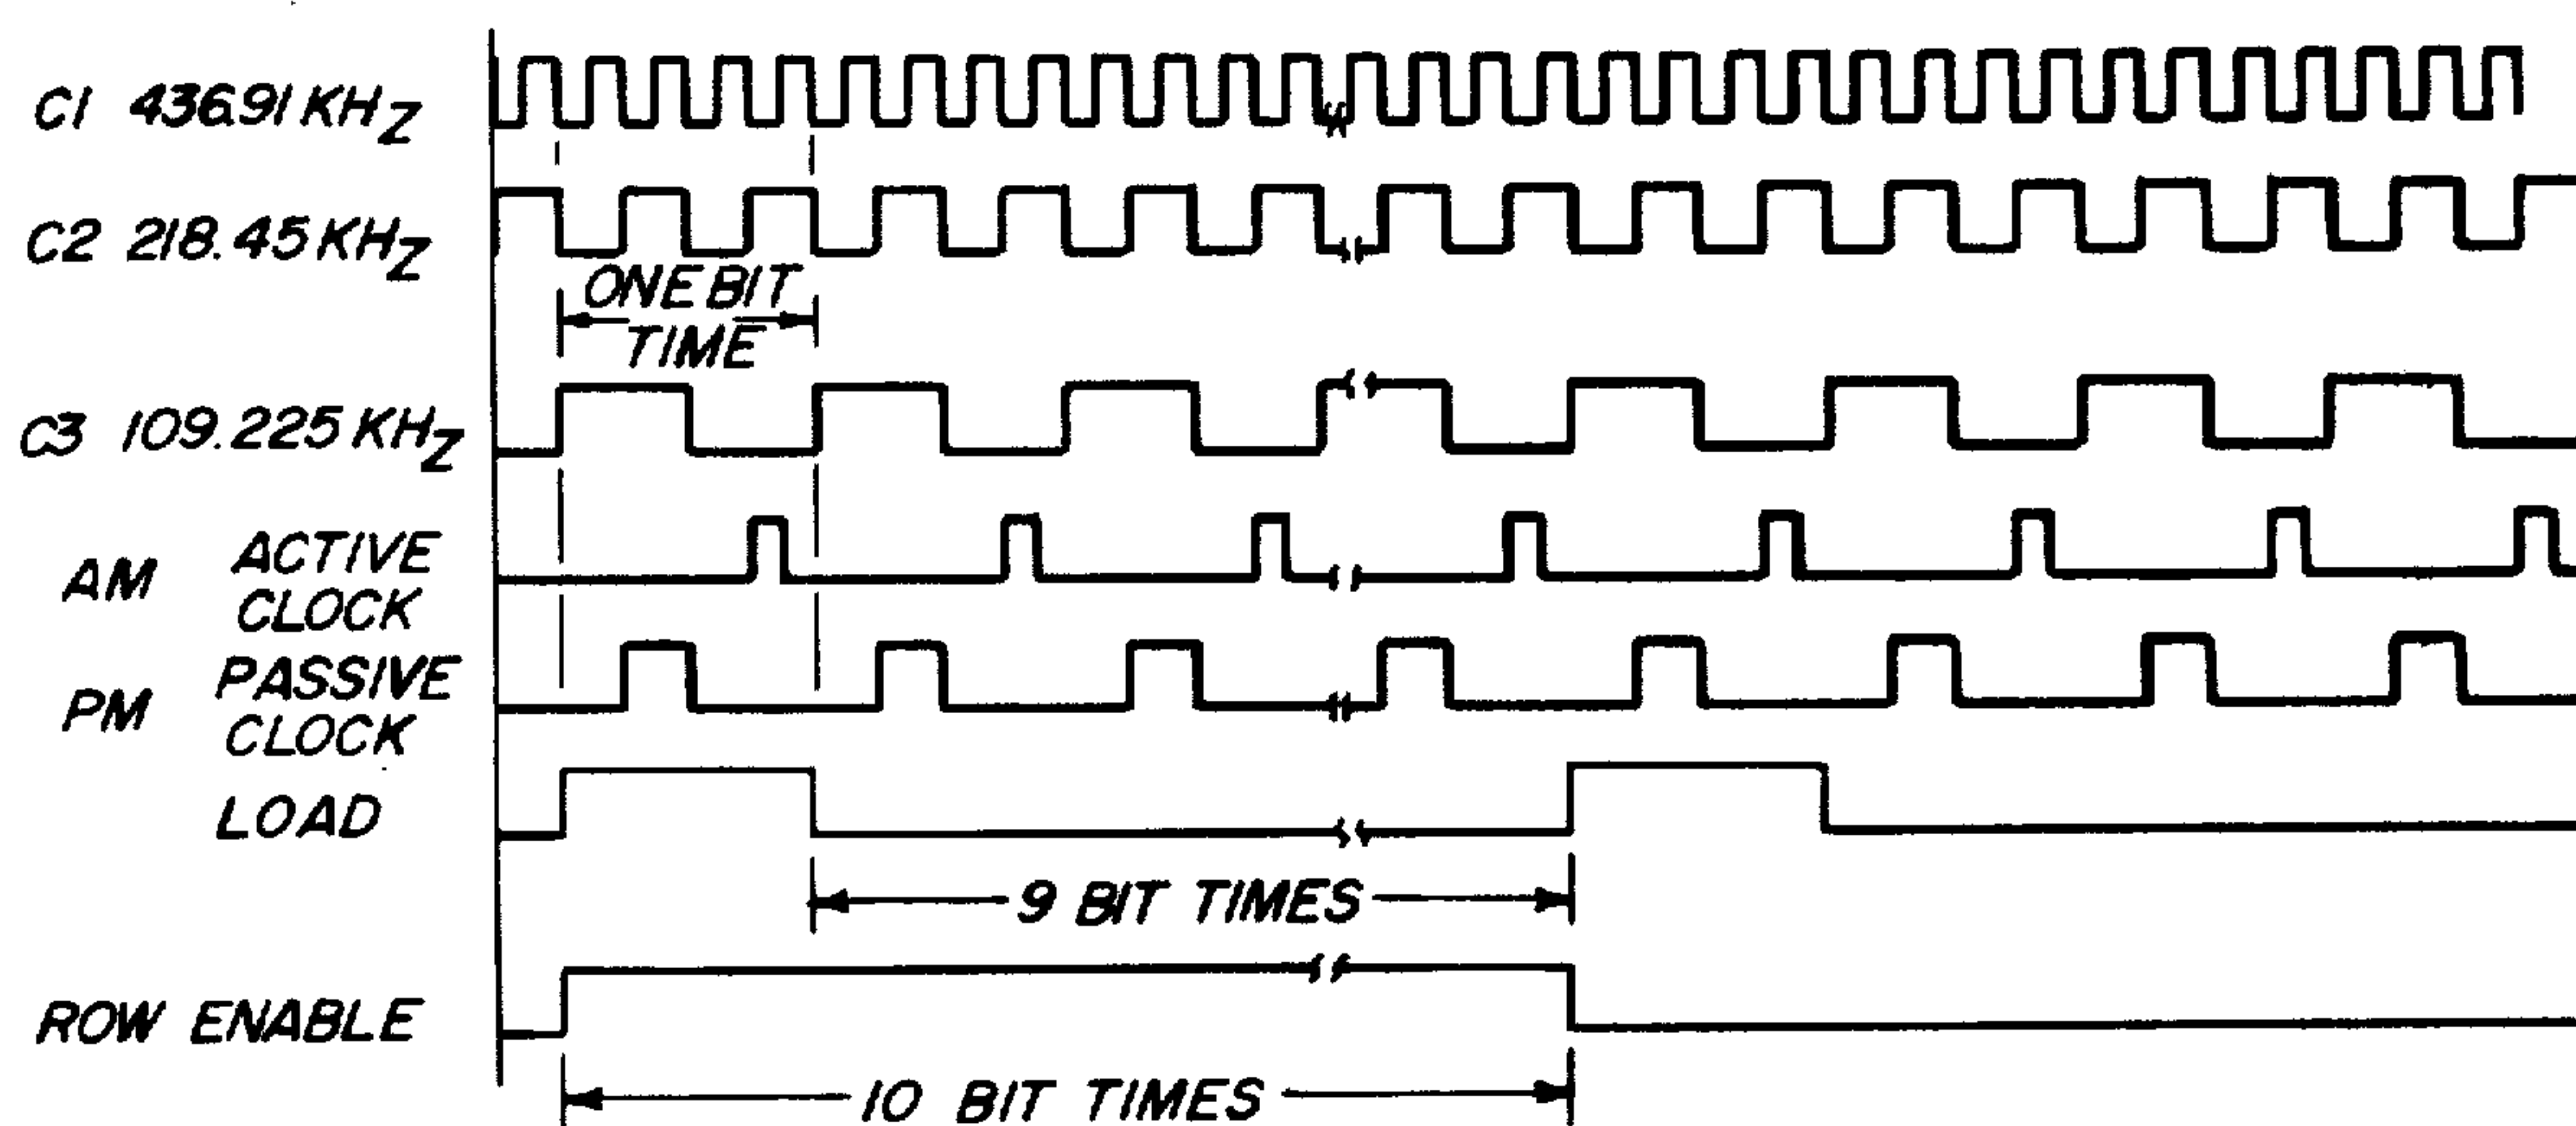 C1 436.91 KHZ
C2 218.45 KHZ
ONE BIT
TIME
C3 109.225 KHZ
AM ACTIVE
CLOCK
PM PASSIVE
CLOCK
LOAD
9 BIT TIMES
ROW ENABLE
10 BIT TIMES